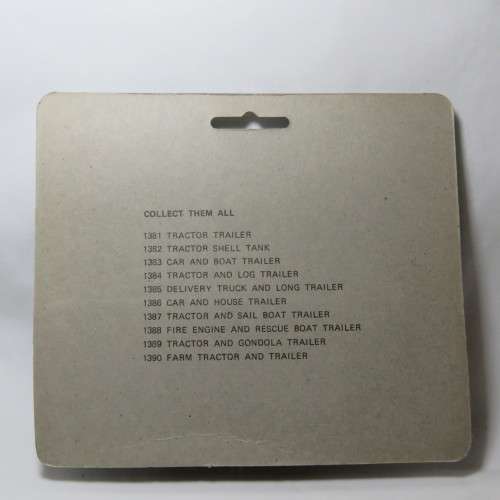 COLLECT THEM ALL
1381 TRACTOR TRAILER
1382 TRACTOR SHELL TANK
1383 CAR AND BOAT TRAILER
1384 TRACTOR AND LOG TRAILER
1385 DELIVERY TRUCK AND LONG TRAILER
1386 CAR AND HOUSE TRAILER
1387 TRACTOR AND SAIL BOAT TRAILER
1388 FIRE ENGINE AND RESCUE BOAT TRAILER
1389 TRACTOR AND GONDOLA TRAILER
1390 FARM TRACTOR AND TRAILER